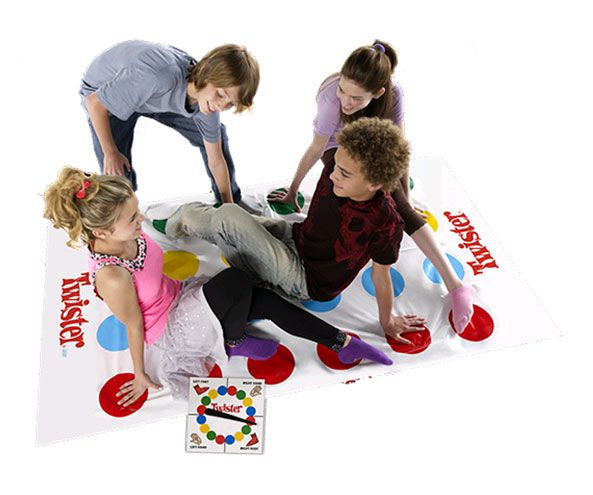 Twister
Twister
LEFT FOOT
RIGHT HAND
Twister
LEFT HAND
RIGHT FOOT